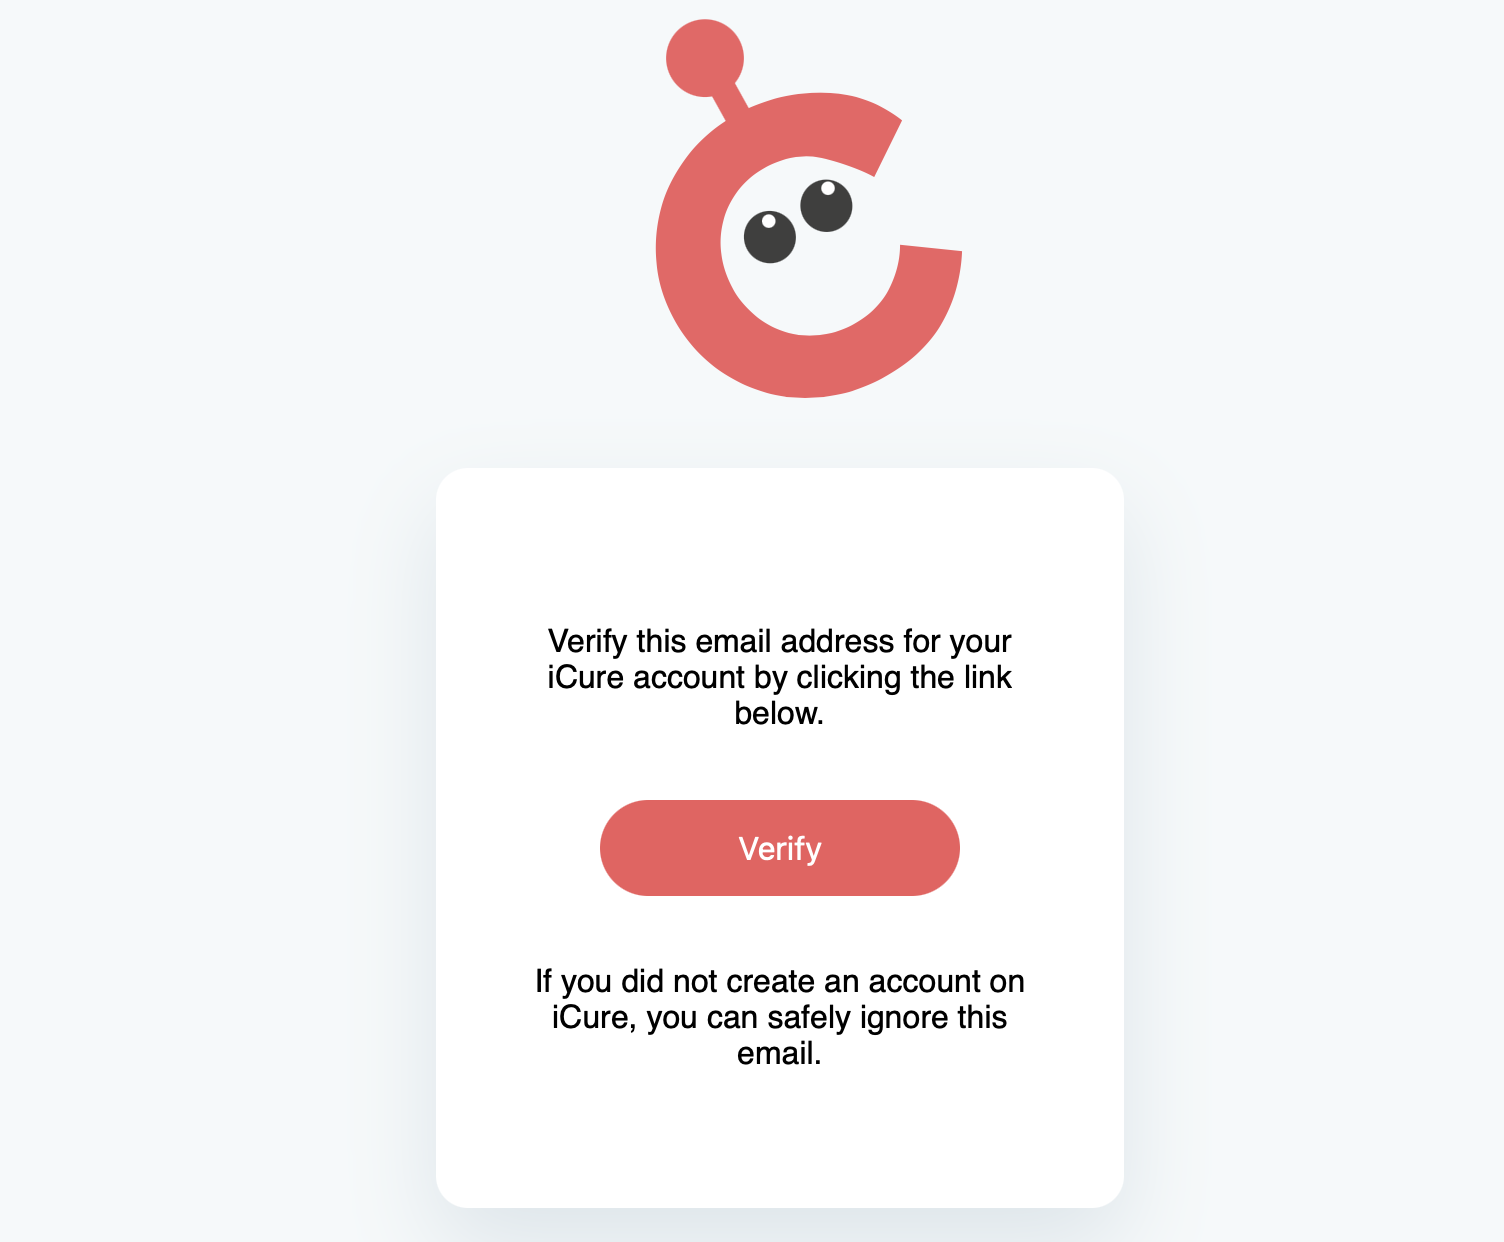 Verify this email address for your
iCure account by clicking the link
below.
Verify
If you did not create an account on
iCure, you can safely ignore this
email.